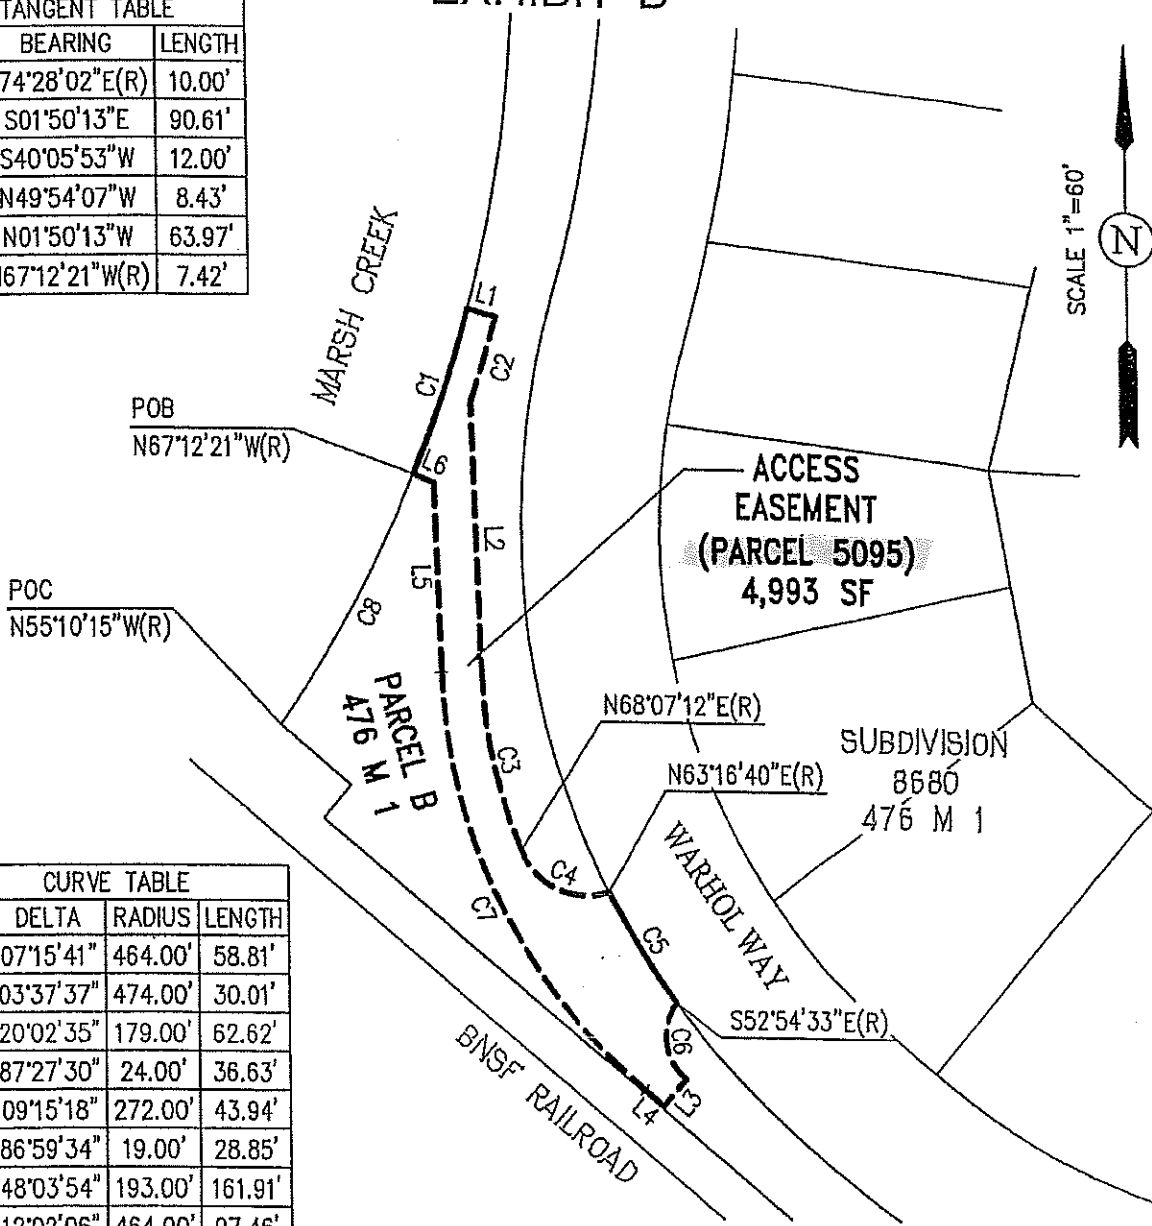 TANGENT TABLE
BEARING LENGTH
74°28'02"E(R) 10.00'
S01°50'13"E 90.61'
S40°05'53"W 12.00'
N49°54'07"W 8.43'
N01°50'13"W 63.97'
67°12'21"W(R) 7.42'
SCALE 1"=60'
N
MARSH CREEK
L1
C2
C1
POB
N67°12'21"W(R)
L6
ACCESS
EASEMENT
(PARCEL 5095)
4,993 SF
L2
L5
POC
N55°10'15"W(R)
C8
PARCEL B
476 M 1
N68°07'12"E(R)
C3
SUBDIVISION
8680
476 M 1
N63°16'40"E(R)
WARHOL WAY
C4
C7
C5
S52°54'33"E(R)
C6
L3
L4
BNSF RAILROAD
CURVE TABLE
DELTA RADIUS LENGTH
07°15'41" 464.00' 58.81'
03°37'37" 474.00' 30.01'
20°02'35" 179.00' 62.62'
87°27'30" 24.00' 36.63'
09°15'18" 272.00' 43.94'
86°59'34" 19.00' 28.85'
48°03'54" 193.00' 161.91'
12°02'06" 464.00' 97.46'